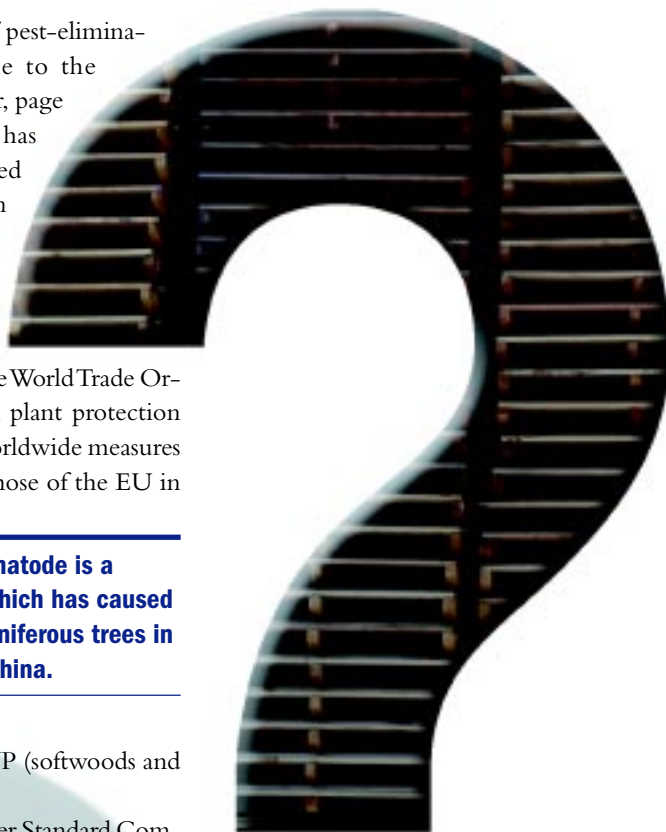 f pest-elimina-
e to the
r, page
has
ed
n
e World Trade Or-
plant protection
orldwide measures
hose of the EU in
natode is a
hich has caused
niferous trees in
hina.
P (softwoods and
er Standard Com-